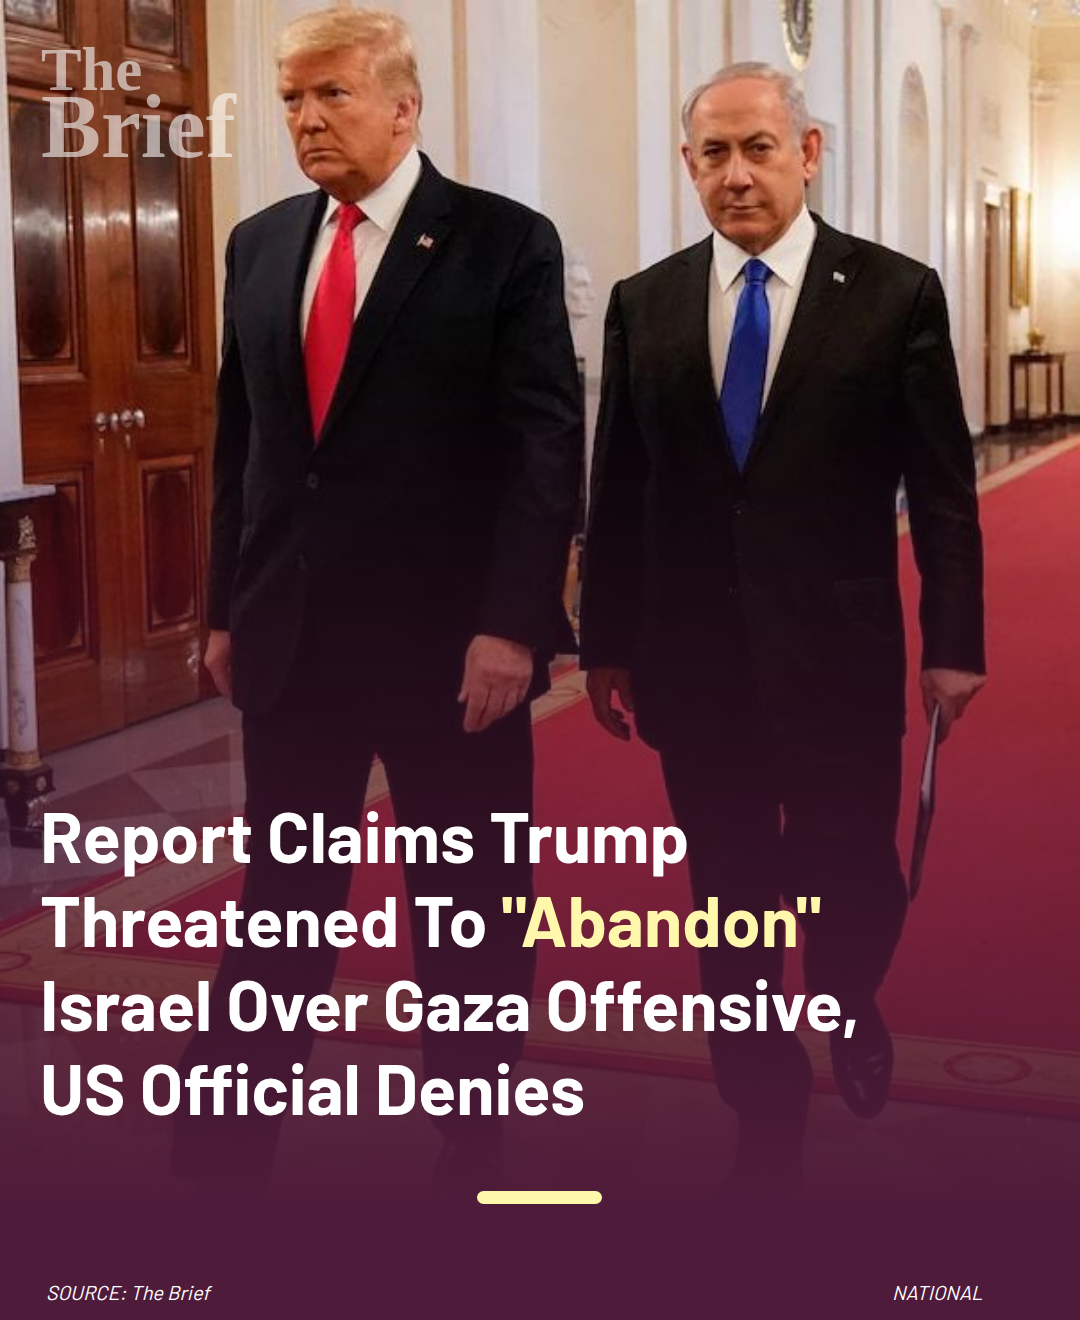 The
Brief
Report Claims Trump
Threatened To "Abandon"
Israel Over Gaza Offensive,
US Official Denies
SOURCE: The Brief
NATIONAL